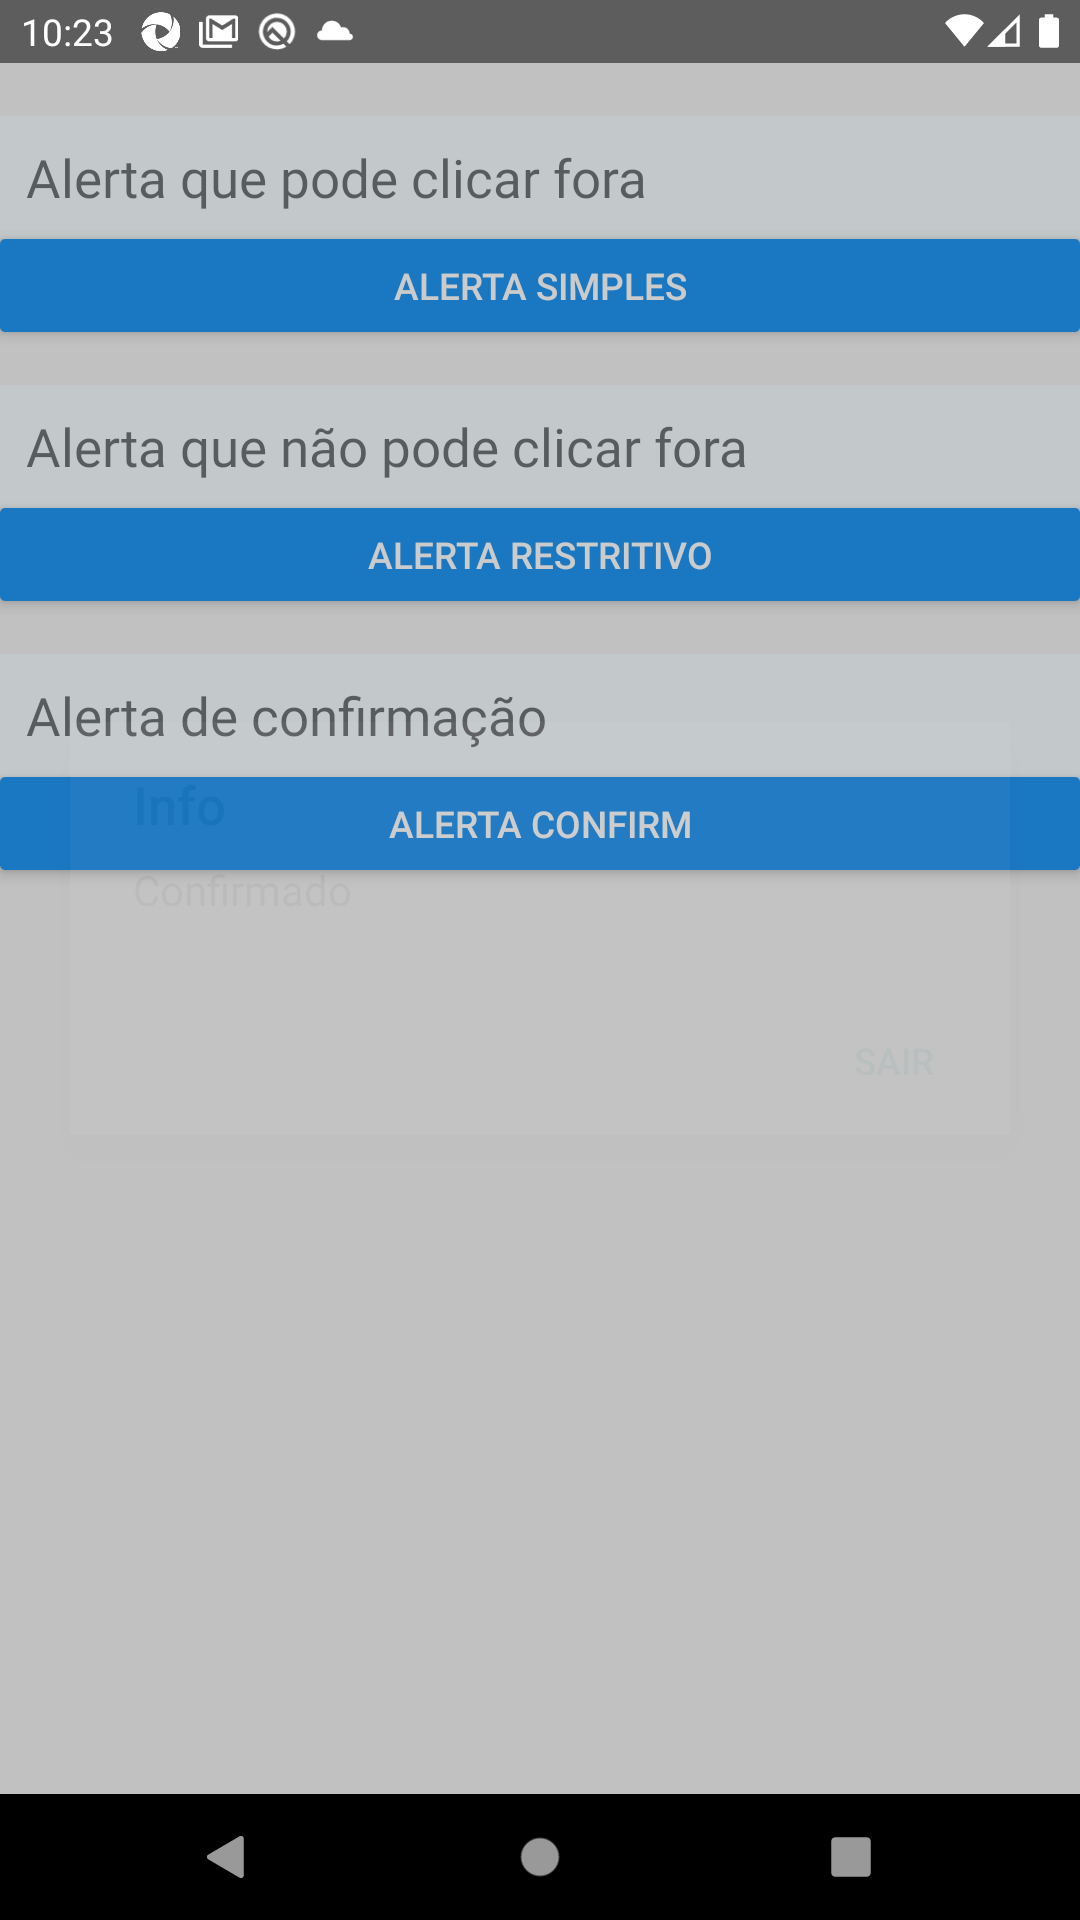 10:23
Alerta que pode clicar fora
ALERTA SIMPLES
Alerta que não pode clicar fora
ALERTA RESTRITIVO
Alerta de confirmação
Info
ALERTA CONFIRM
Confirmado
SAIR